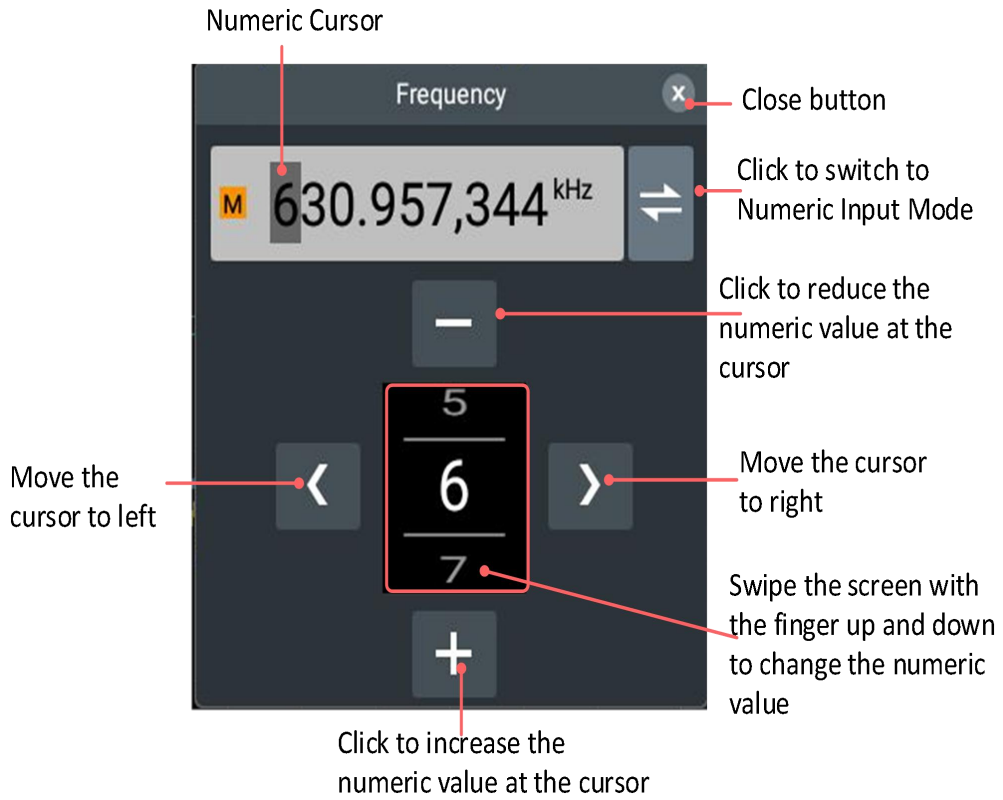 Numeric Cursor
Frequency
X
Close button
Click to switch to
Numeric Input Mode
M
630.957,344 kHz
Click to reduce the
numeric value at the
cursor
5
6
7
Move the
cursor to left
Move the cursor
to right
Swipe the screen with
the finger up and down
to change the numeric
value
Click to increase the
numeric value at the cursor